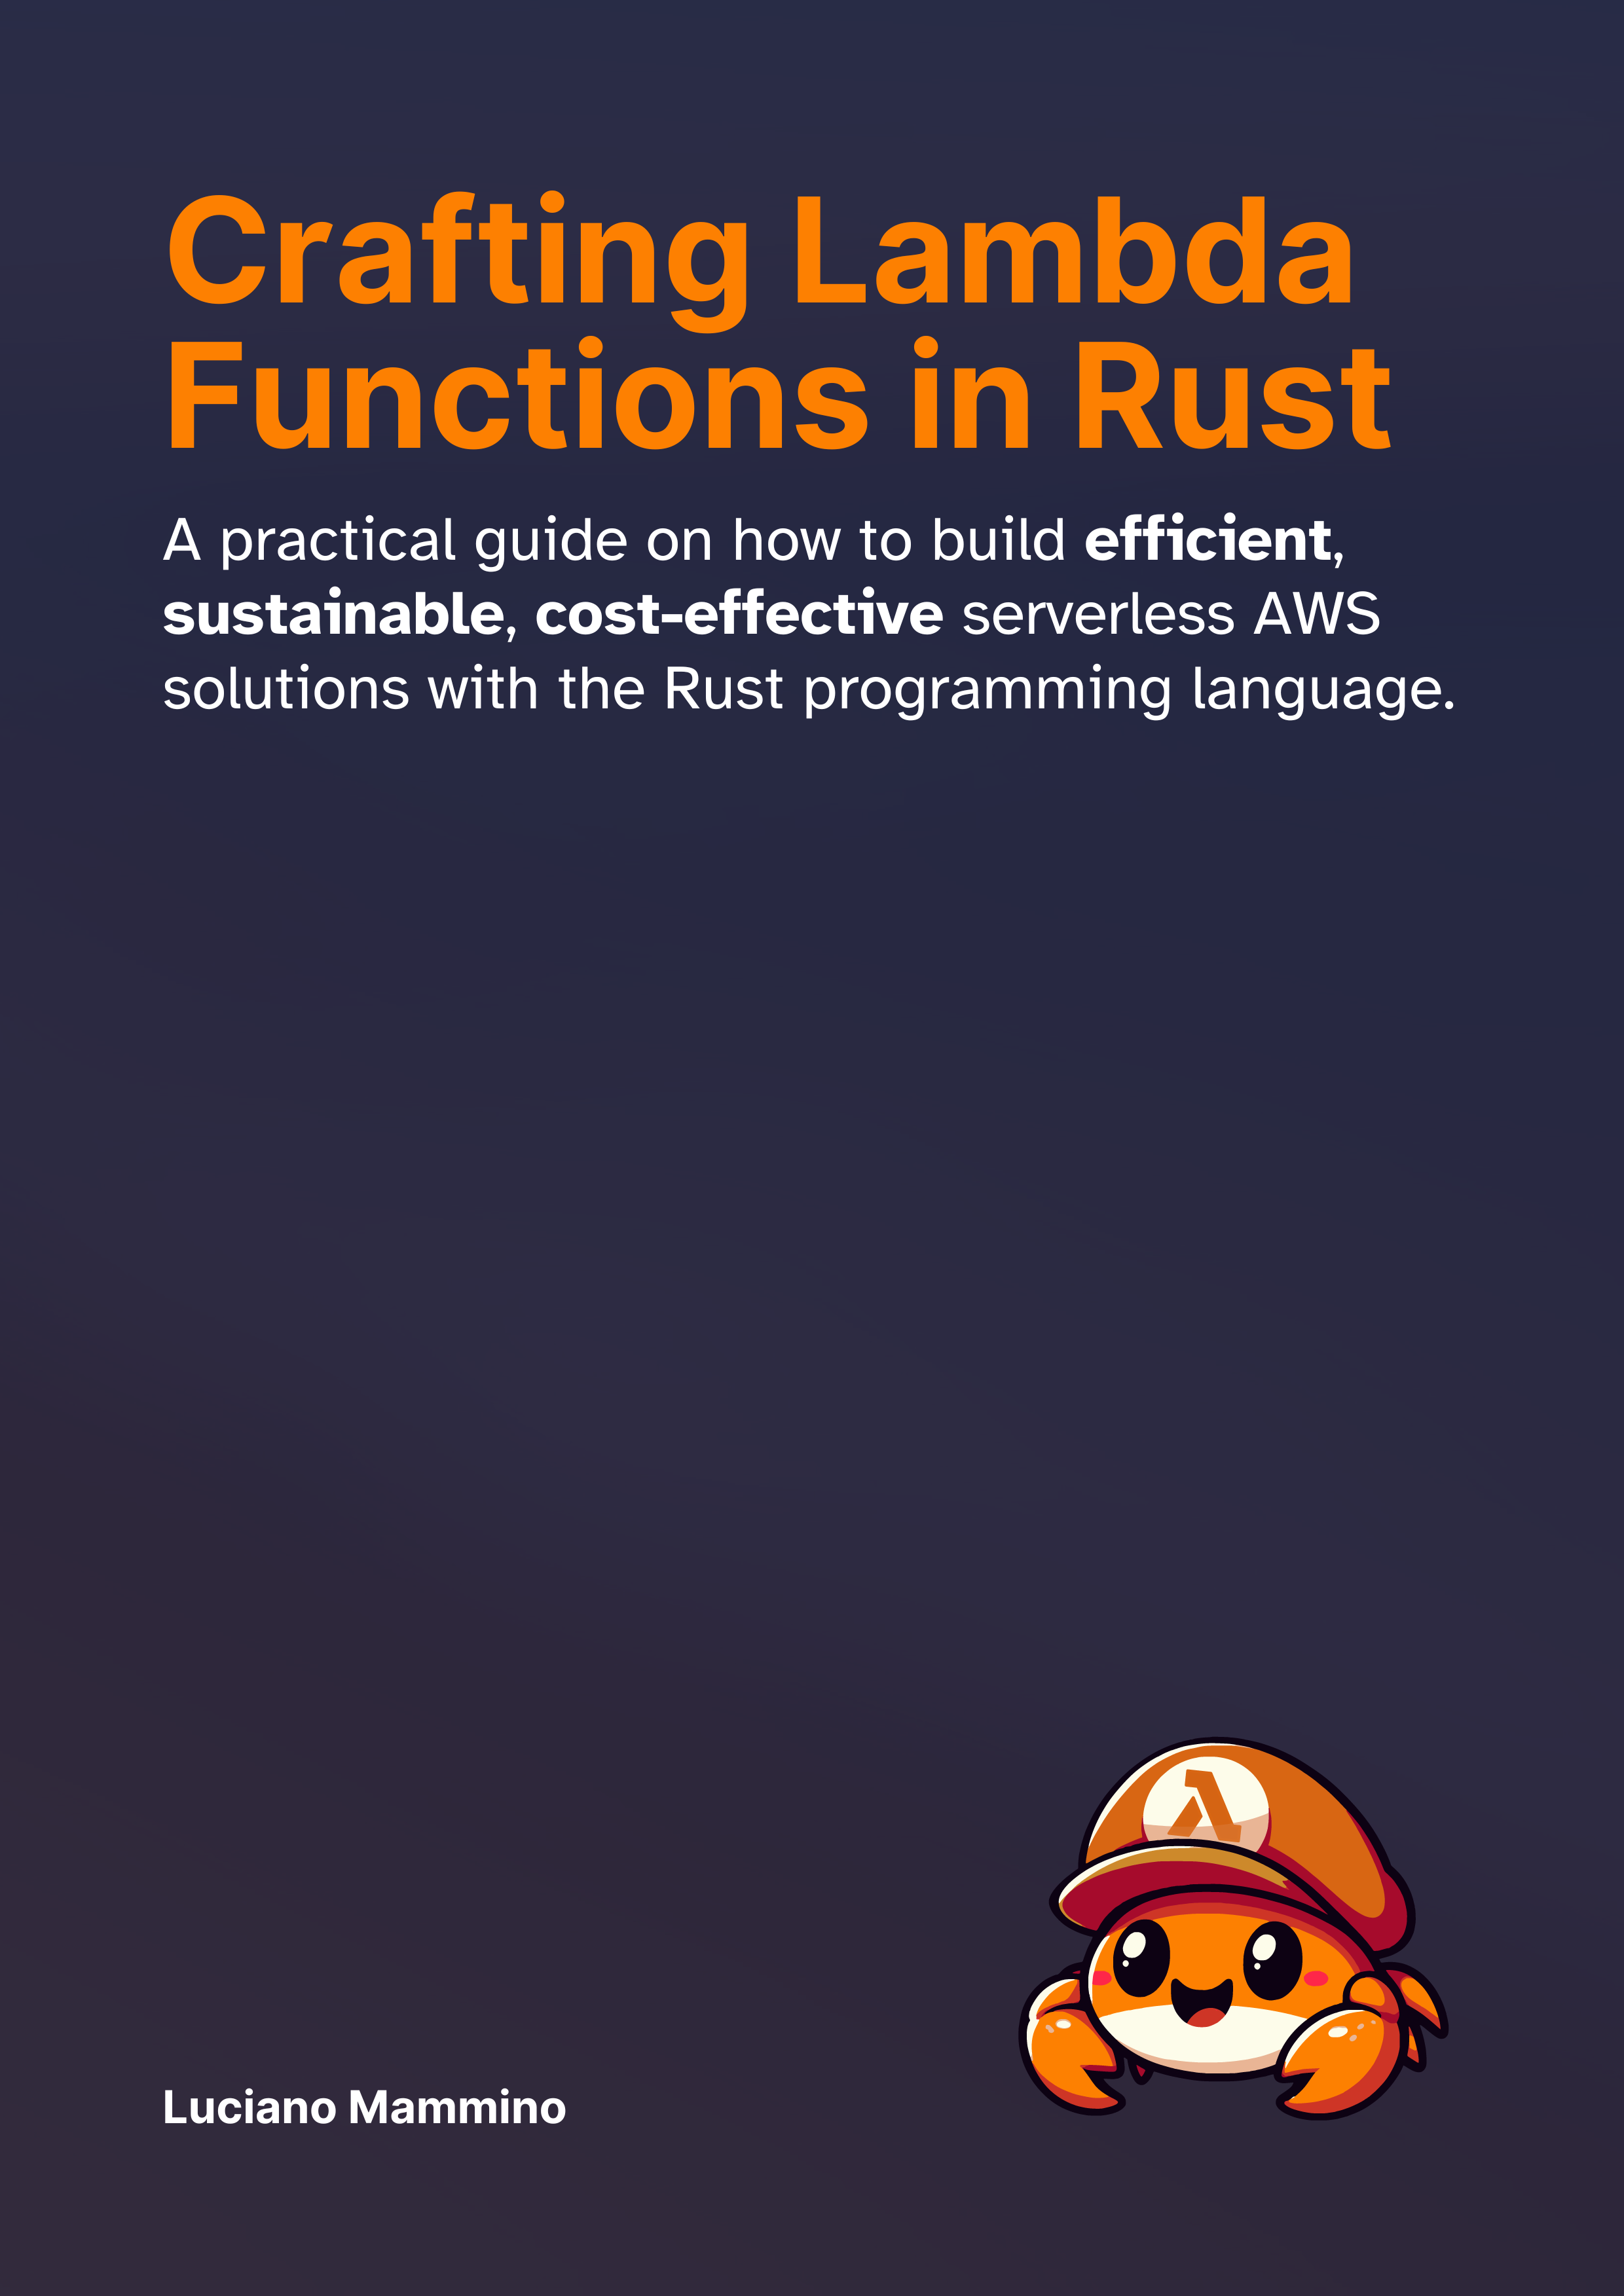 Crafting Lambda
Functions in Rust
A practical guide on how to build efficient,
sustainable, cost-effective serverless AWS
solutions with the Rust programming language.
Luciano Mammino